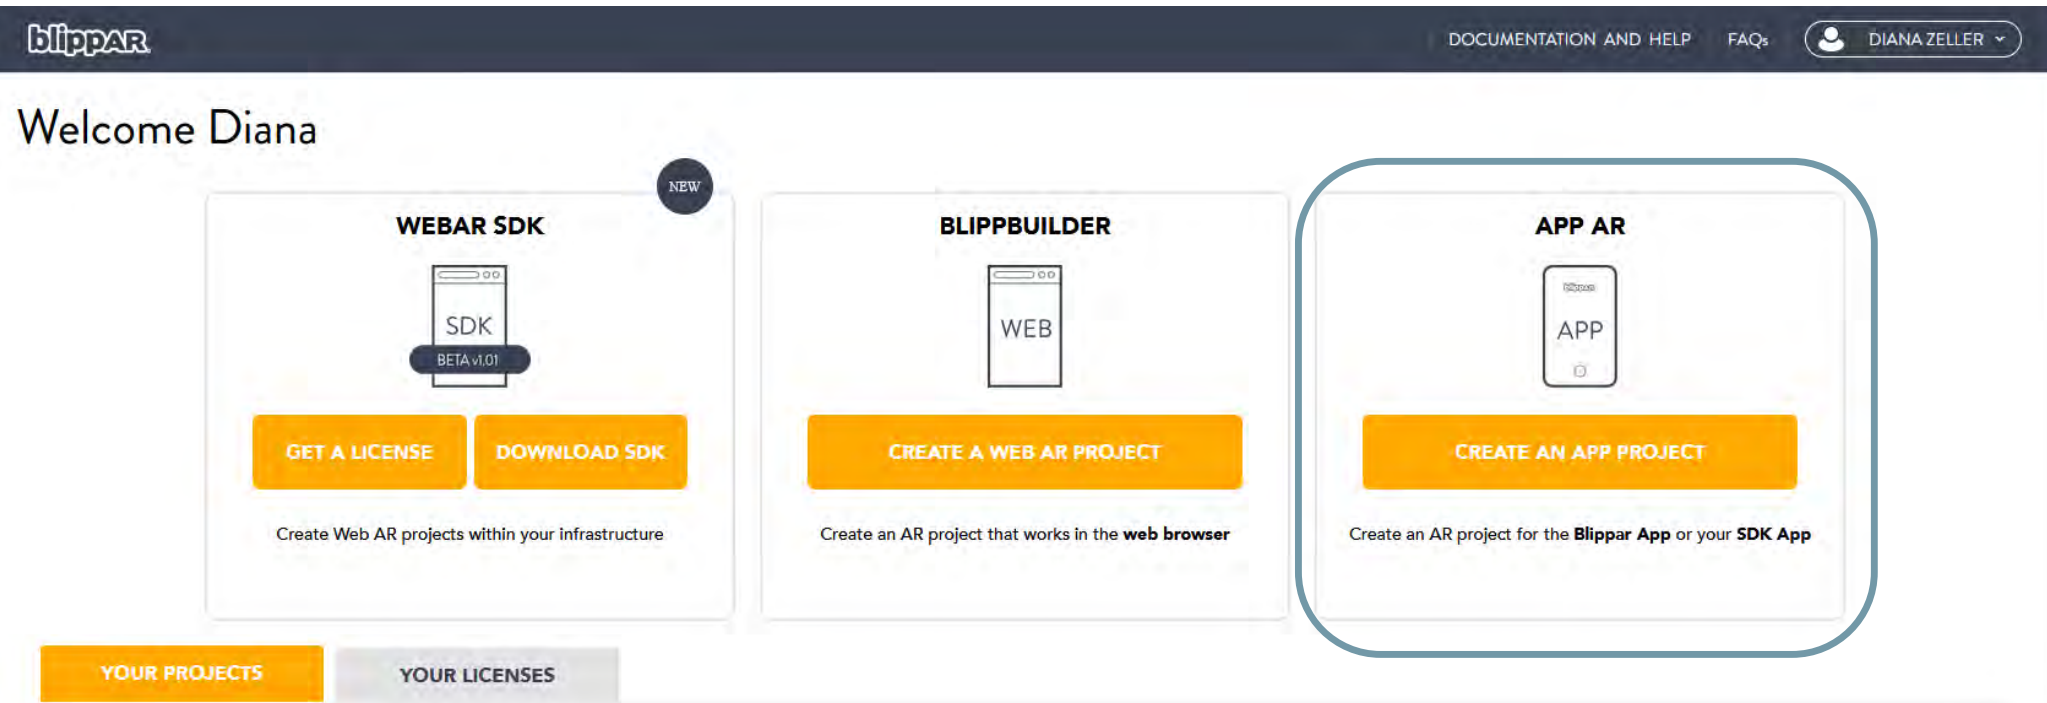 blippar
DOCUMENTATION AND HELP
FAQs
DIANA ZELLER
Welcome Diana
NEW
WEBAR SDK
SDK
BETA v1.01
GET A LICENSE
DOWNLOAD SDK
Create Web AR projects within your infrastructure
BLIPPBUILDER
WEB
CREATE A WEB AR PROJECT
Create an AR project that works in the web browser
APP AR
blippar
APP
CREATE AN APP PROJECT
Create an AR project for the Blippar App or your SDK App
YOUR PROJECTS
YOUR LICENSES